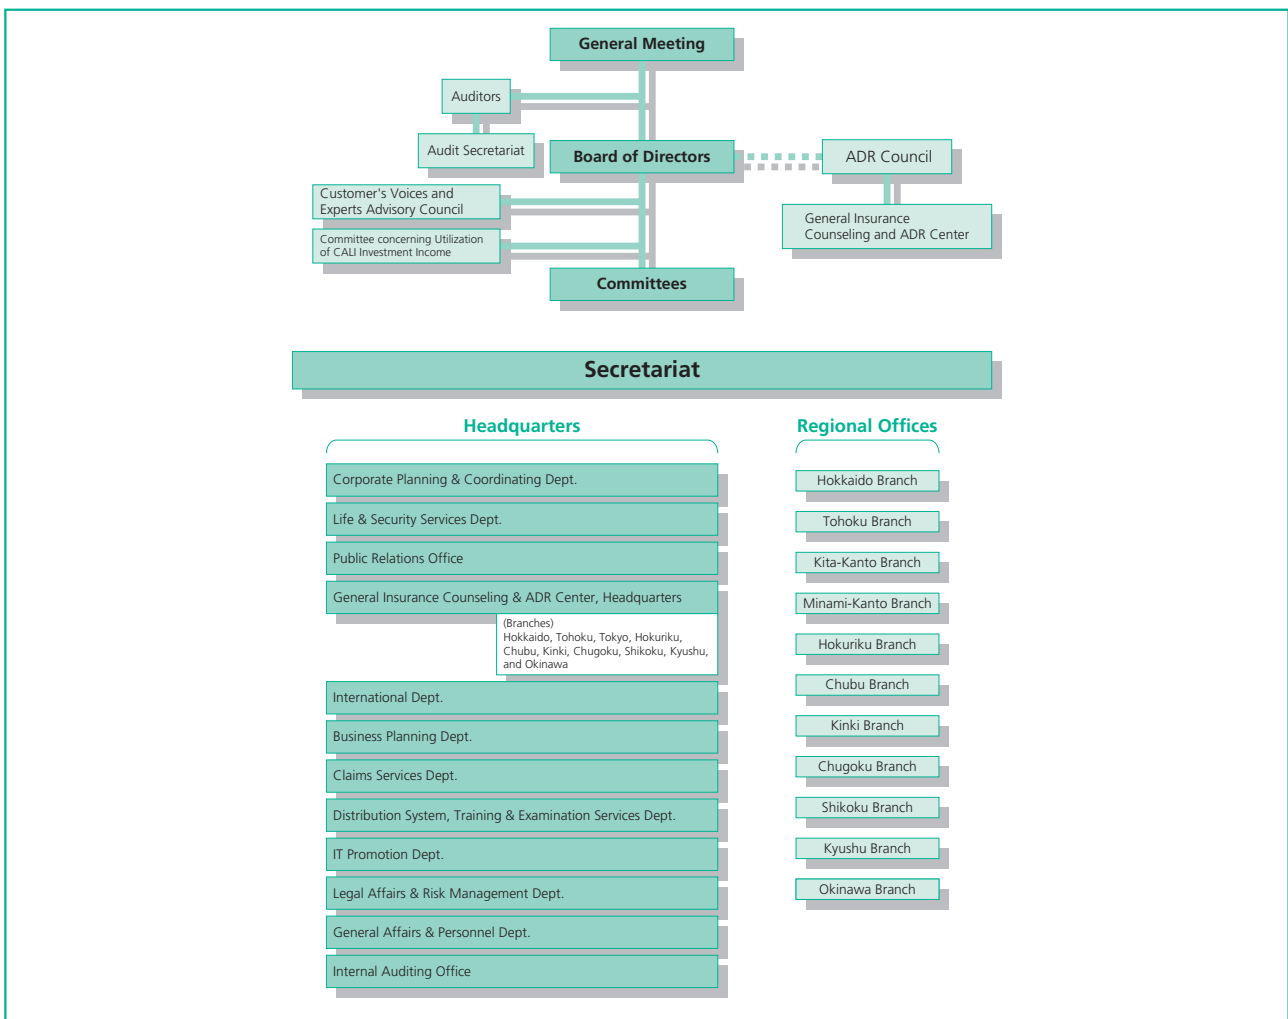 General Meeting
Auditors
Audit Secretariat
Board of Directors
ADR Council
Customer's Voices and
Experts Advisory Council
General Insurance
Counseling and ADR Center
Committee concerning Utilization
of CALI Investment Income
Committees
Secretariat
Headquarters
Corporate Planning & Coordinating Dept.
Life & Security Services Dept.
Public Relations Office
General Insurance Counseling & ADR Center, Headquarters
(Branches)
Hokkaido, Tohoku, Tokyo, Hokuriku,
Chubu, Kinki, Chugoku, Shikoku, Kyushu,
and Okinawa
International Dept.
Business Planning Dept.
Claims Services Dept.
Distribution System, Training & Examination Services Dept.
IT Promotion Dept.
Legal Affairs & Risk Management Dept.
General Affairs & Personnel Dept.
Internal Auditing Office
Regional Offices
Hokkaido Branch
Tohoku Branch
Kita-Kanto Branch
Minami-Kanto Branch
Hokuriku Branch
Chubu Branch
Kinki Branch
Chugoku Branch
Shikoku Branch
Kyushu Branch
Okinawa Branch